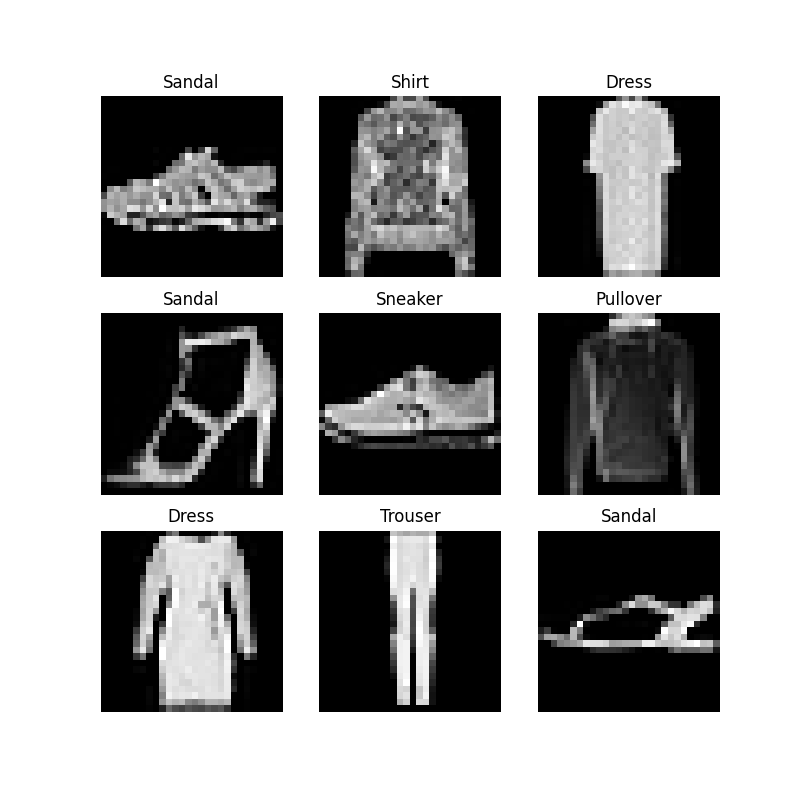 Sandal
Shirt
Dress
Sandal
Sneaker
Pullover
Dress
Trouser
Sandal